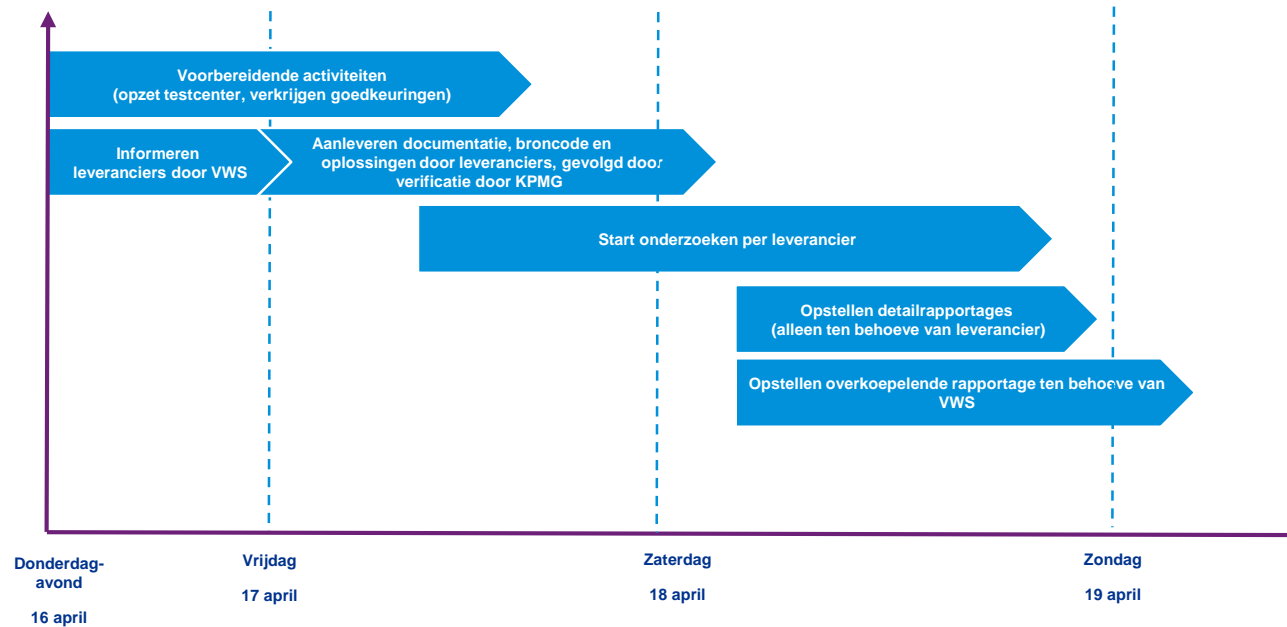 Voorbereidende activiteiten
(opzet testcenter, verkrijgen goedkeuringen)
Informeren
leveranciers door VWS
Aanleveren documentatie, broncode en
oplossingen door leveranciers, gevolgd door
verificatie door KPMG
Start onderzoeken per leverancier
Opstellen detailrapportages
(alleen ten behoeve van leverancier)
Opstellen overkoepelende rapportage ten behoeve van
VWS
Donderdag-
avond
16 april
Vrijdag
17 april
Zaterdag
18 april
Zondag
19 april